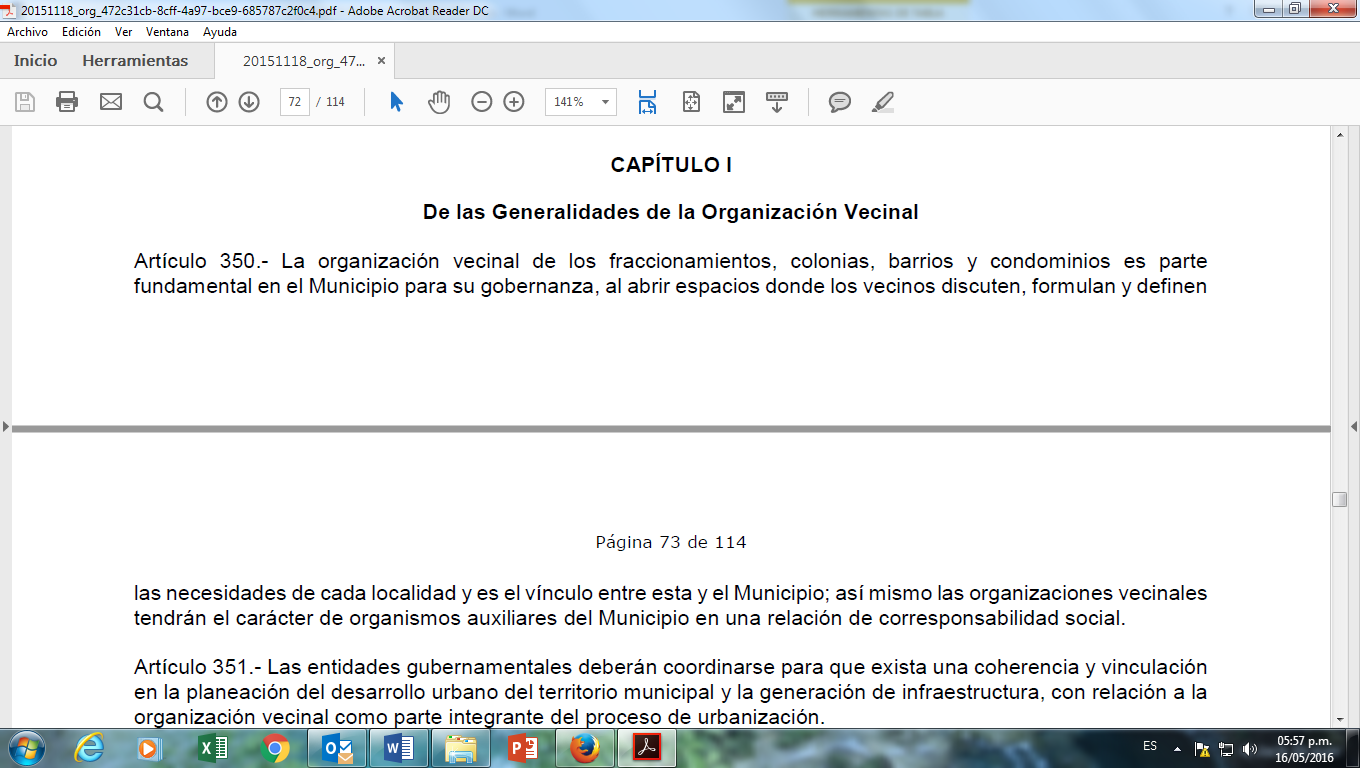 20151118_org_472c31cb-8cff-4a97-bce9-685787c2f0c4.pdf - Adobe Acrobat Reader DC
Archivo Edición Ver Ventana Ayuda
Inicio Herramientas 20151118_org_47... ×
72 / 114 141%
CAPÍTULO I
De las Generalidades de la Organización Vecinal
Artículo 350.- La organización vecinal de los fraccionamientos, colonias, barrios y condominios es parte
fundamental en el Municipio para su gobernanza, al abrir espacios donde los vecinos discuten, formulan y definen
Página 73 de 114
las necesidades de cada localidad y es el vínculo entre esta y el Municipio; así mismo las organizaciones vecinales
tendrán el carácter de organismos auxiliares del Municipio en una relación de corresponsabilidad social.
Artículo 351.- Las entidades gubernamentales deberán coordinarse para que exista una coherencia y vinculación
en la planeación del desarrollo urbano del territorio municipal y la generación de infraestructura, con relación a la
organización vecinal como parte integrante del proceso de urbanización.
ES 05:57 p.m.
16/05/2016